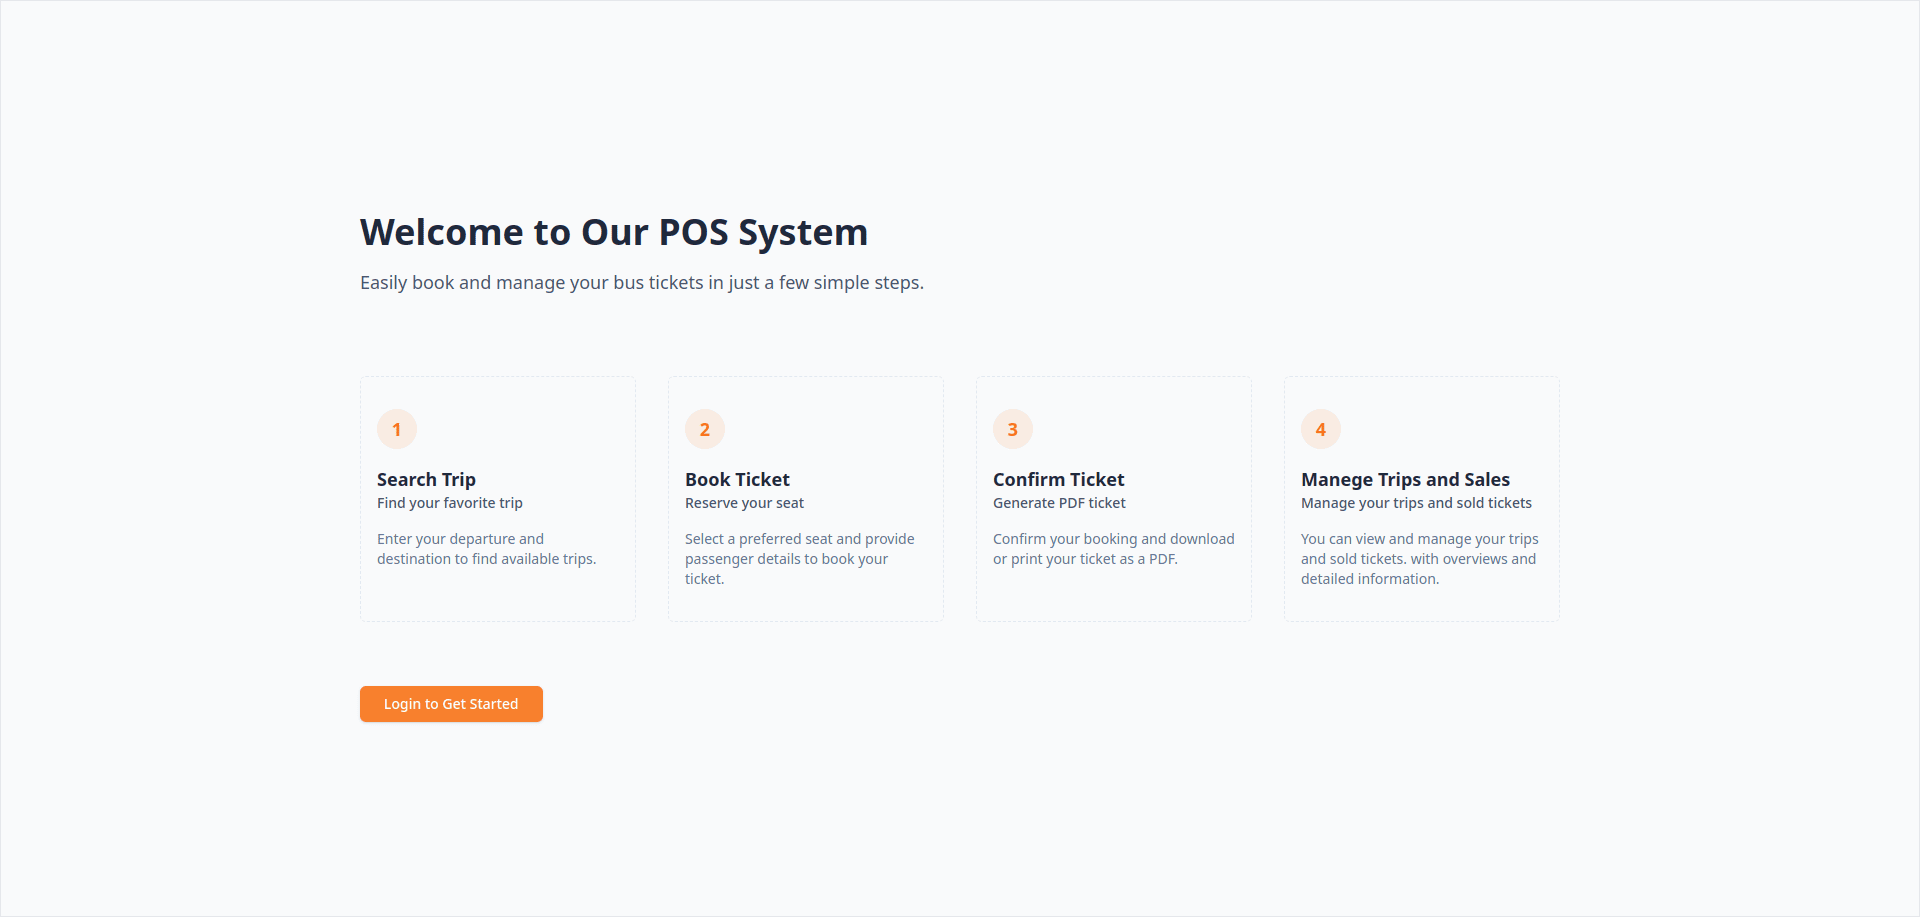 Welcome to Our POS System
Easily book and manage your bus tickets in just a few simple steps.
1
Search Trip
Find your favorite trip
Enter your departure and
destination to find available trips.
2
Book Ticket
Reserve your seat
Select a preferred seat and provide
passenger details to book your
ticket.
3
Confirm Ticket
Generate PDF ticket
Confirm your booking and download
or print your ticket as a PDF.
4
Manege Trips and Sales
Manage your trips and sold tickets
You can view and manage your trips
and sold tickets. with overviews and
detailed information.
Login to Get Started